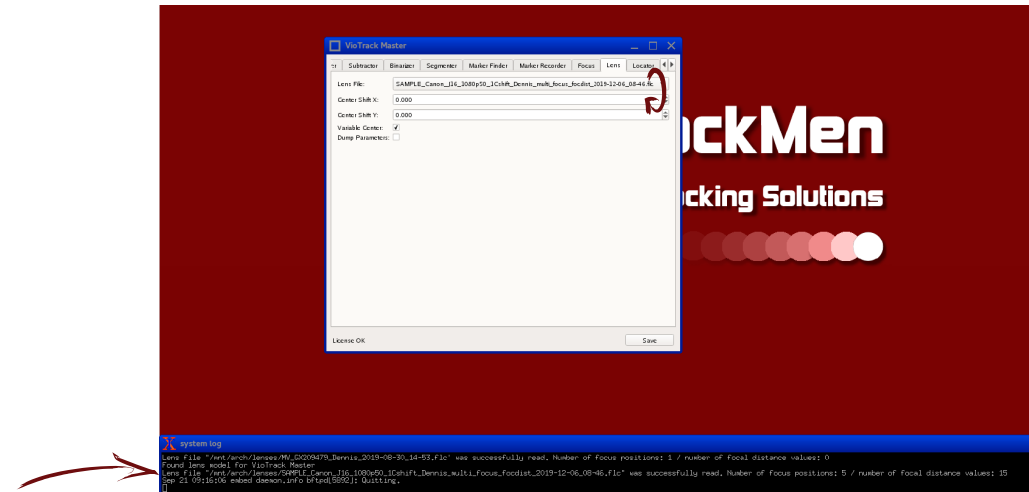 VioTrack Master
Subtractor Binarizer Segmenter Marker Finder Marker Recorder Focus Lens Locator
Lens File: SAMPLE_Canon_J16_1080p50_1Cshift_Dennis_multi_focus_focdist_2019-12-06_08-46.flc
Center Shift X: 0.000
Center Shift Y: 0.000
Variable Center:
Dump Parameters:
ckMen
cking Solutions
License OK
Save
system log
Lens file "/mnt/arch/lenses/MV_GX209479_Dennis_2019-08-30_14-53.flc" was successfully read. Number of focus positions: 1 / number of focal distance values: 0
Found lens model for VioTrack Master
Lens file "/mnt/arch/lenses/SAMPLE_Canon_J16_1080p50_1Cshift_Dennis_multi_focus_focdist_2019-12-06_08-46.flc" was successfully read. Number of focus positions: 5 / number of focal distance values: 15
Sep 21 09:16:06 embed daemon.info bftpd[5892]: Quitting.